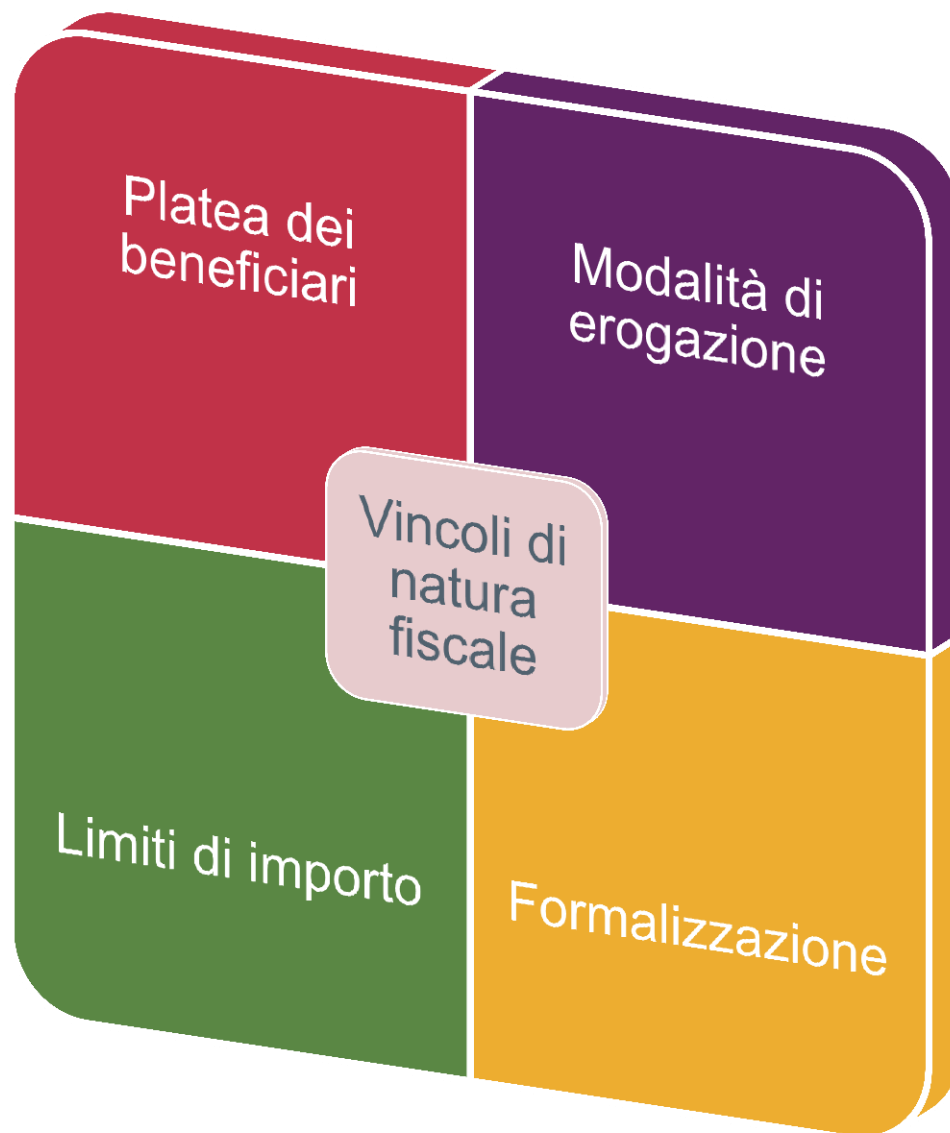 Platea dei
beneficiari
Modalità di
erogazione
Vincoli di
natura
fiscale
Limiti di importo
Formalizzazione